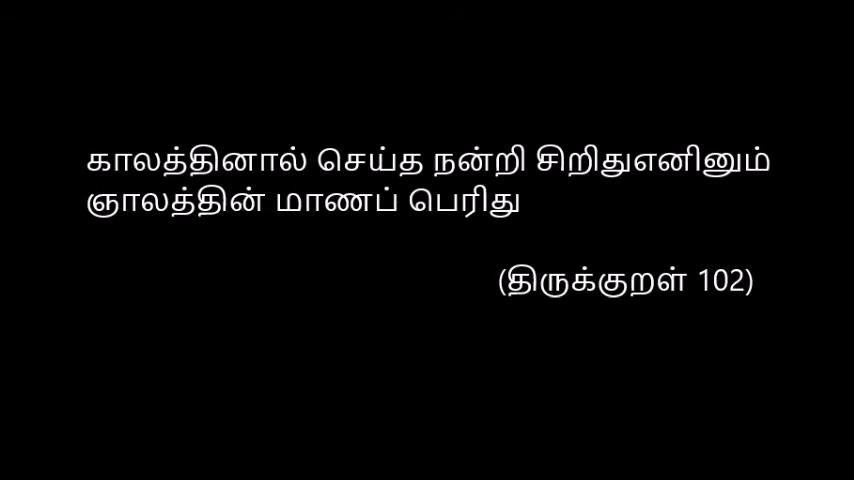 காலத்தினால் செய்த நன்றி சிறிதுஎனினும்
ஞாலத்தின் மாணப் பெரிது
(திருக்குறள் 102)